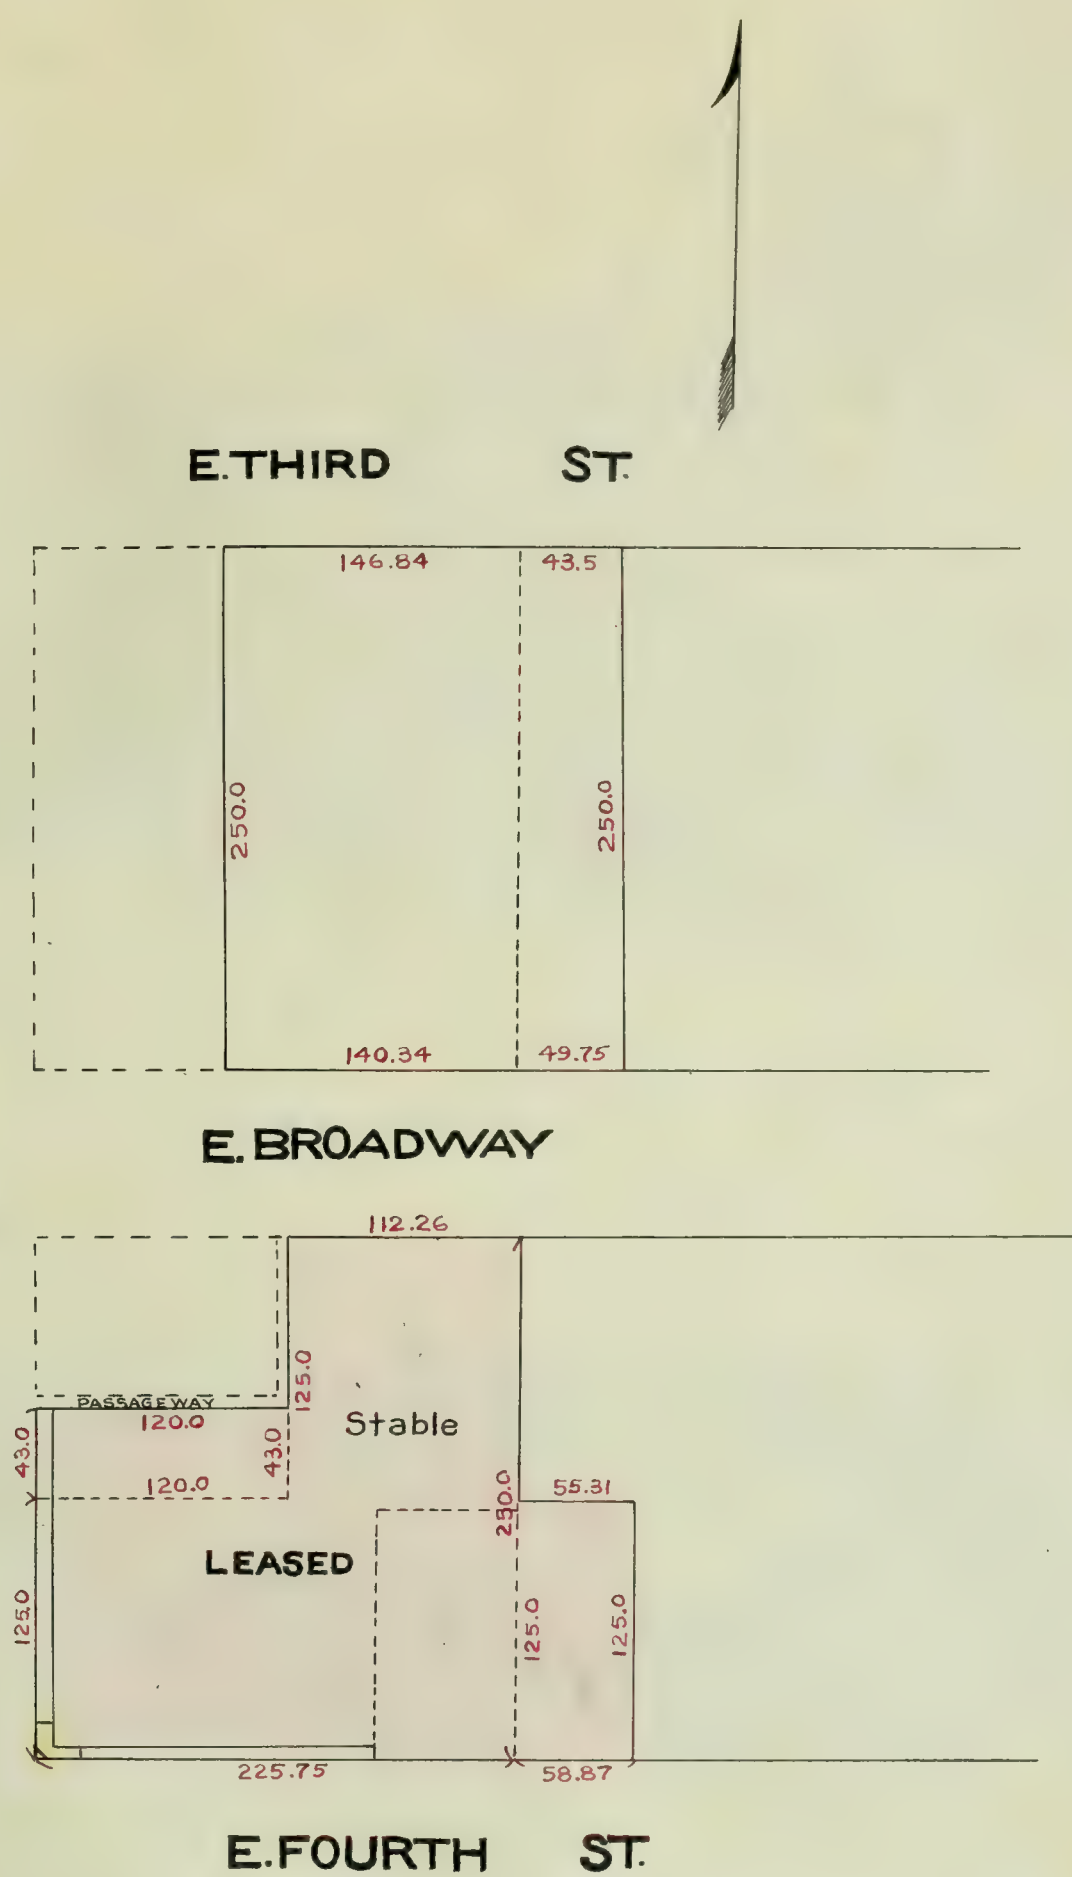 E. THIRD ST.
146.84 43.5
250.0 250.0
140.34 49.75
E. BROADWAY
112.26
125.0
PASSAGEWAY
120.0
43.0 43.0
Stable
120.0
250.0
55.31
LEASED
125.0 125.0 125.0
225.75 58.87
E. FOURTH ST.